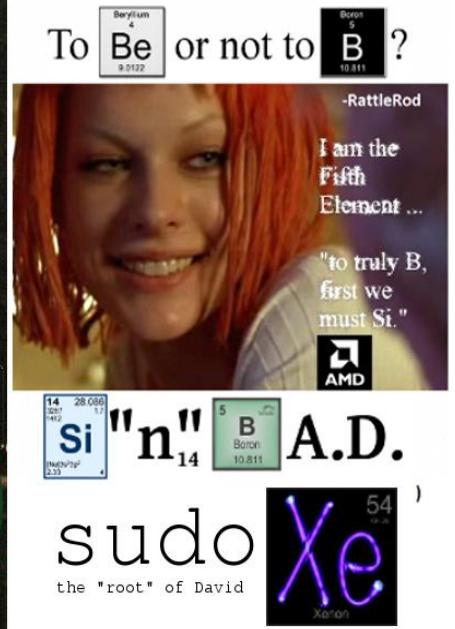 Beryllium
4
To Be or not to B ?
9.0122
Boron
5
10.811
-RattleRod
I am the
Fifth
Element ...
"to truly B,
first we
must Si."
AMD
14 28.086
Si "n"14 B A.D.
5
Boron
10.811
)
54
sudo Xe
the "root" of David
Xenon